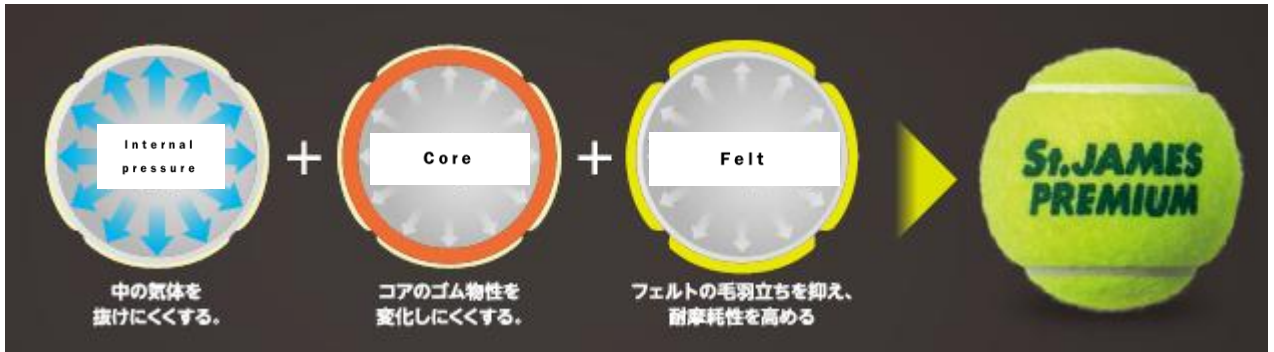 Internal
pressure
Core
Felt
St.JAMES
PREMIUM
中の気体を
抜けにくくする。
コアのゴム物性を
変化しにくくする。
フェルトの毛羽立ちを抑え、
耐摩耗性を高める